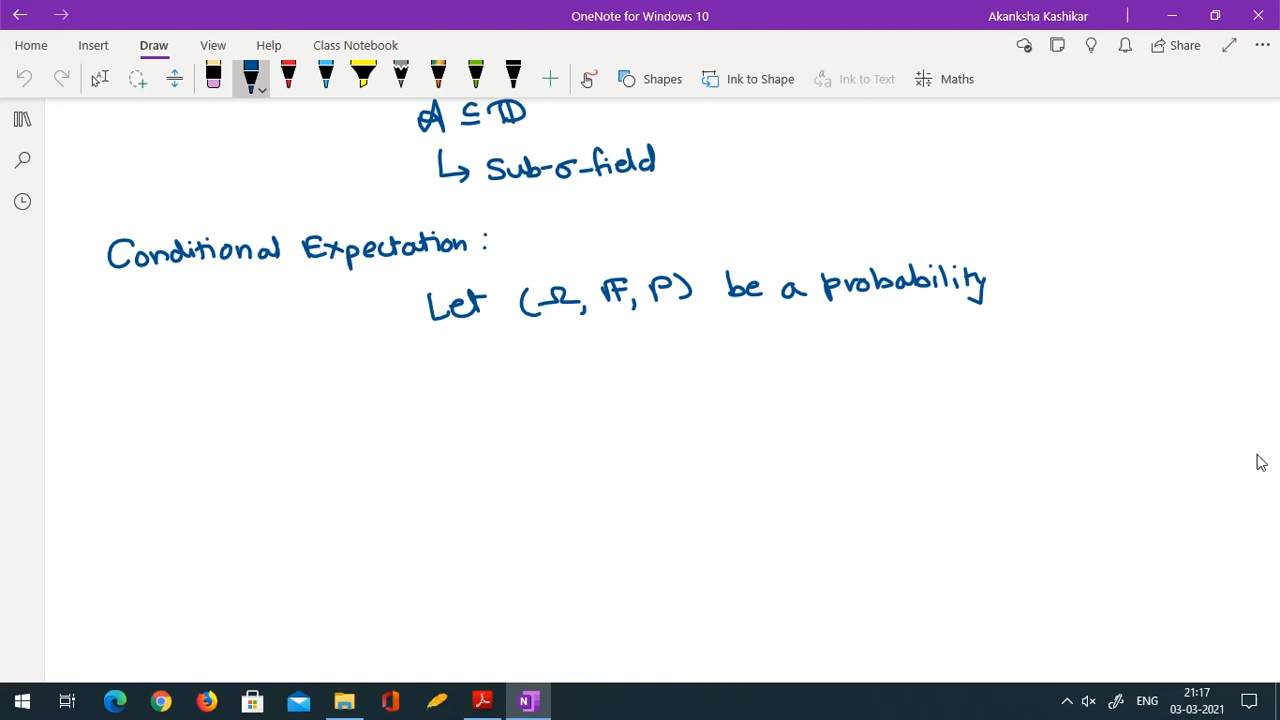 OneNote for Windows 10
Akanksha Kashikar
Home Insert Draw View Help Class Notebook
Share
Shapes
Ink to Shape
Ink to Text
Maths
𝔸 ⊆ 𝔻
↳ Sub-σ-field
Conditional Expectation :
Let (Ω, 𝔽, P) be a probability
ENG
21:17
03-03-2021